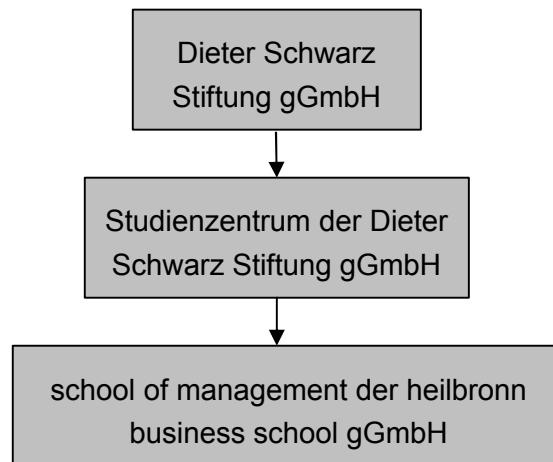 Dieter Schwarz
Stiftung gGmbH
Studienzentrum der Dieter
Schwarz Stiftung gGmbH
school of management der heilbronn
business school gGmbH